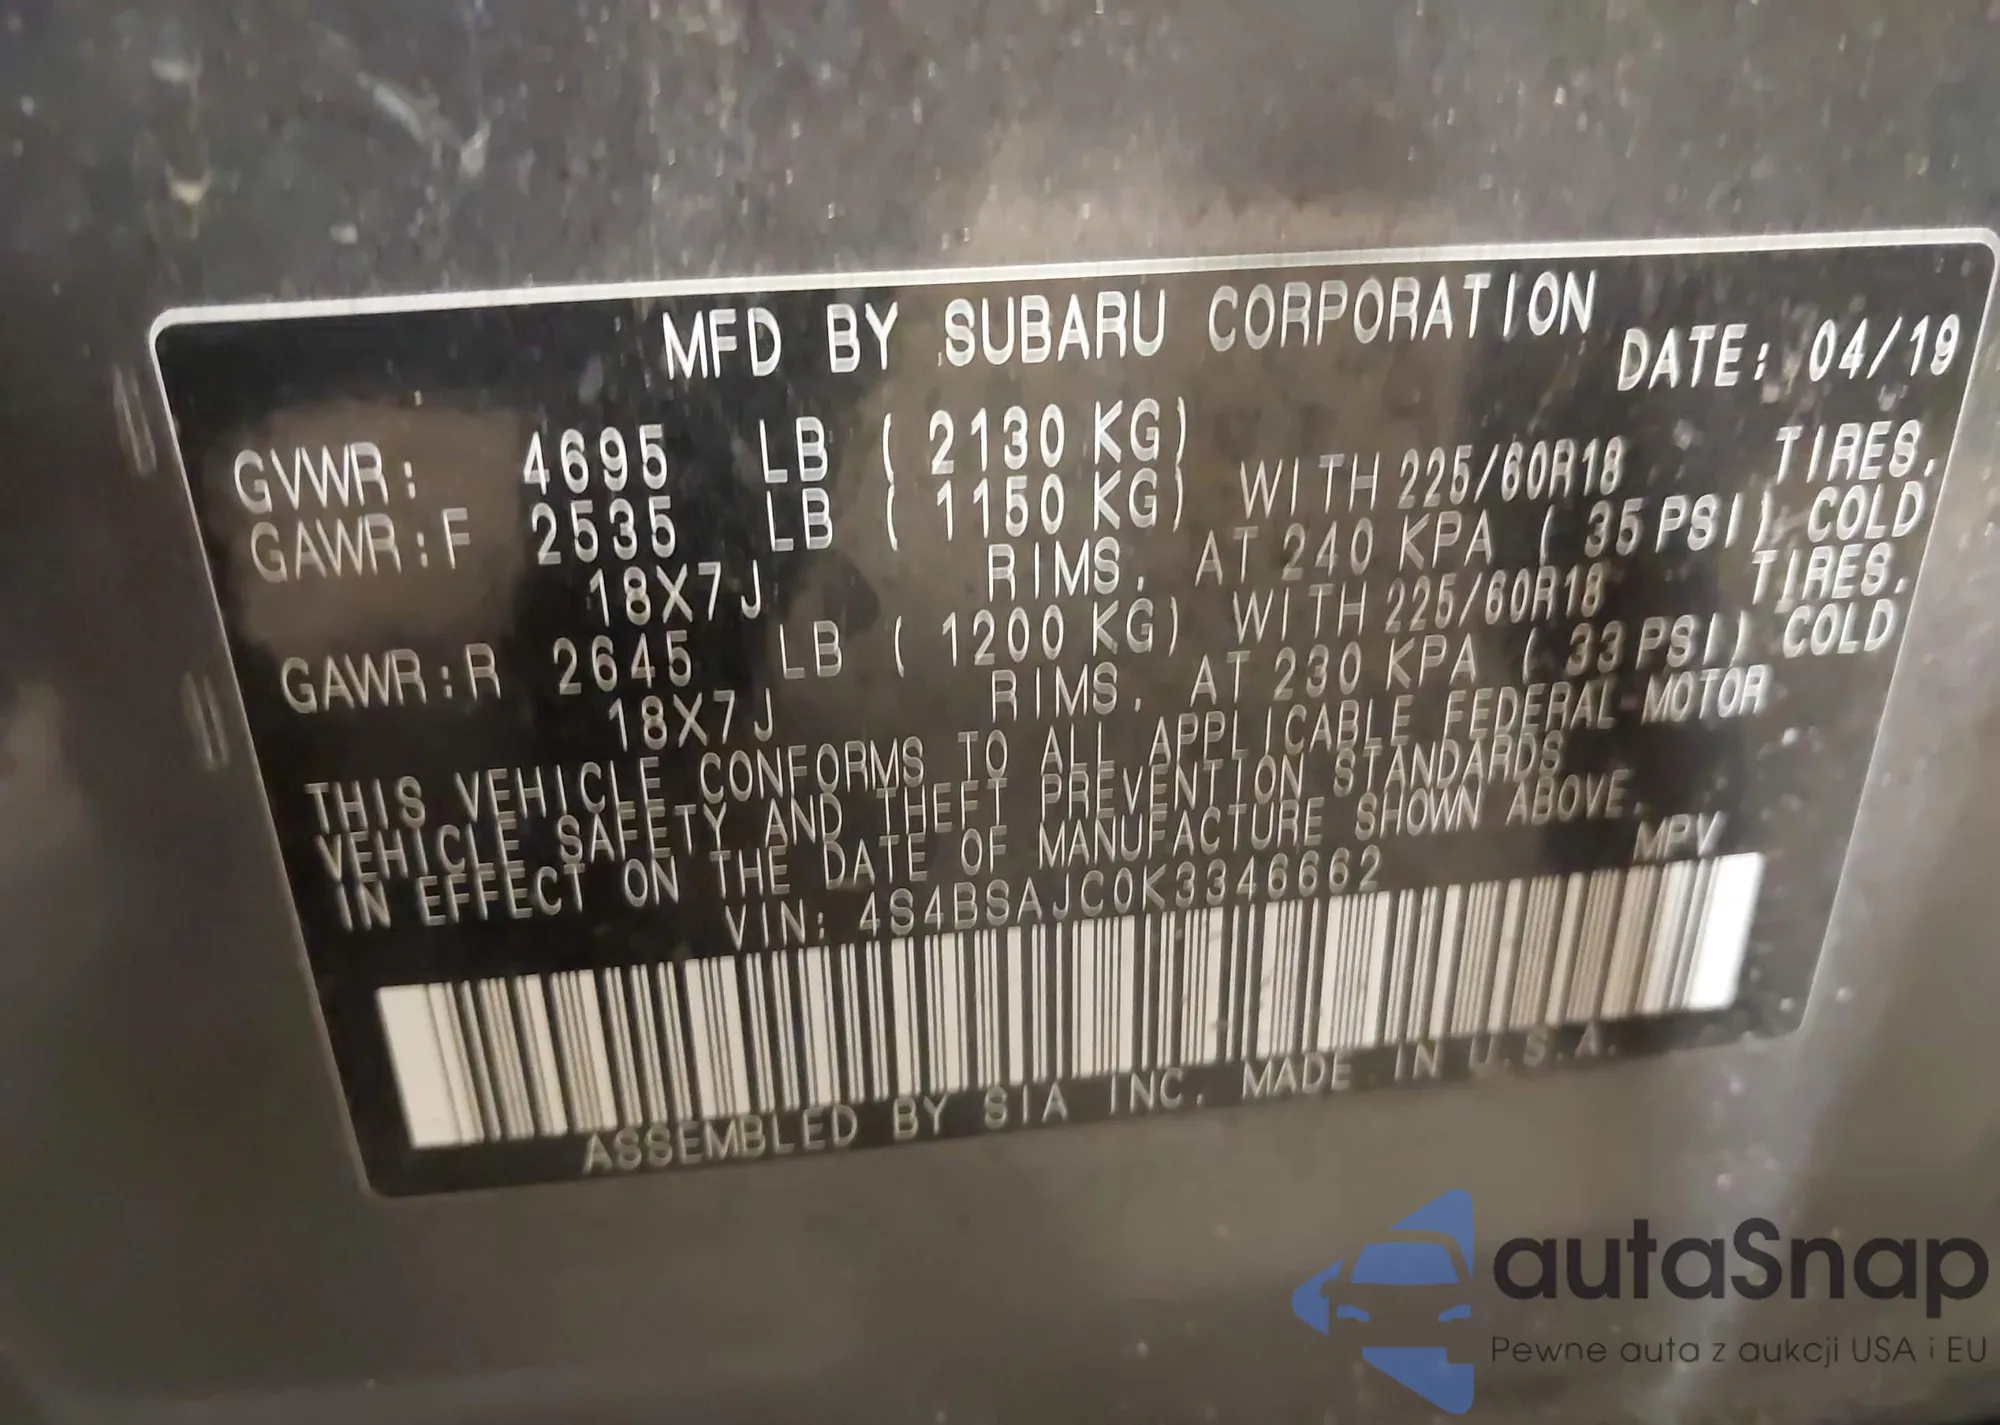 MFD BY SUBARU CORPORATION
DATE: 04/19
GVWR: 4695 LB ( 2130 KG)
GAWR:F 2535 LB ( 1150 KG) WITH 225/60R18 TIRES.
18X7J RIMS. AT 240 KPA ( 35 PSI) COLD
GAWR:R 2645 LB ( 1200 KG) WITH 225/60R18 TIRES.
18X7J RIMS. AT 230 KPA ( 33 PSI) COLD
THIS VEHICLE CONFORMS TO ALL APPLICABLE FEDERAL MOTOR
VEHICLE SAFETY AND THEFT PREVENTION STANDARDS
IN EFFECT ON THE DATE OF MANUFACTURE SHOWN ABOVE.
VIN: 4S4BSAJC0K3346662 MPV
ASSEMBLED BY SIA INC. MADE IN U.S.A.
autaSnap
Pewne auta z aukcji USA i EU